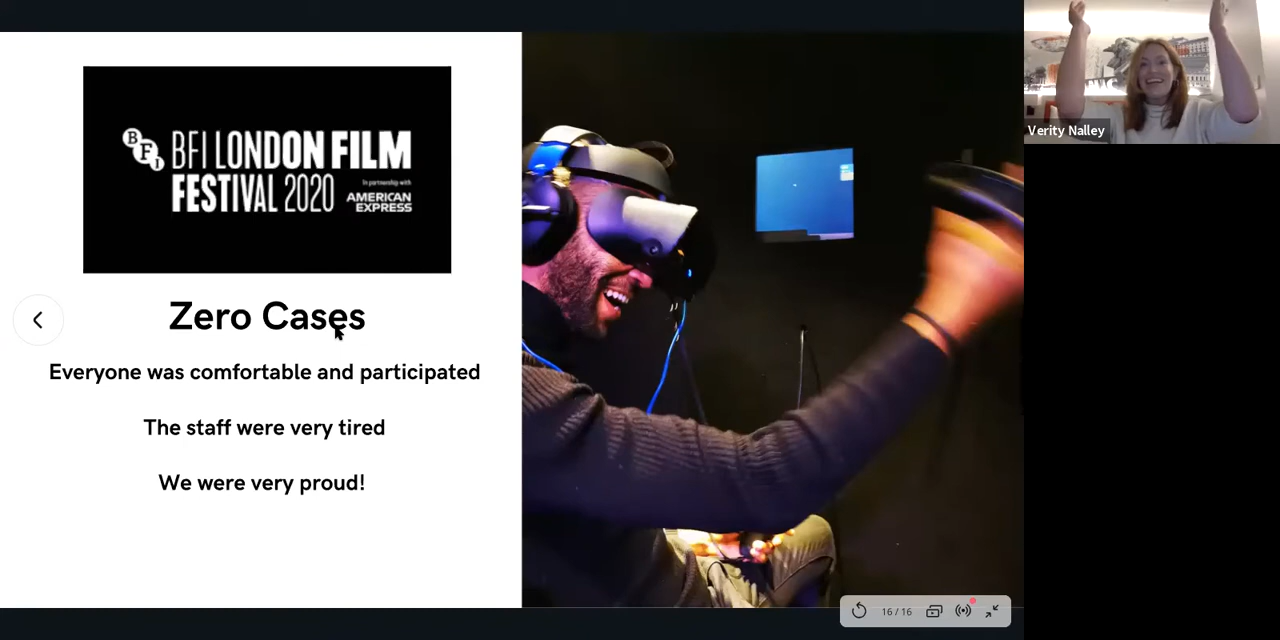 BFI
BFI LONDON FILM
FESTIVAL 2020
In partnership with
AMERICAN
EXPRESS
Zero Cases
Everyone was comfortable and participated
The staff were very tired
We were very proud!
Verity Nalley
16 / 16